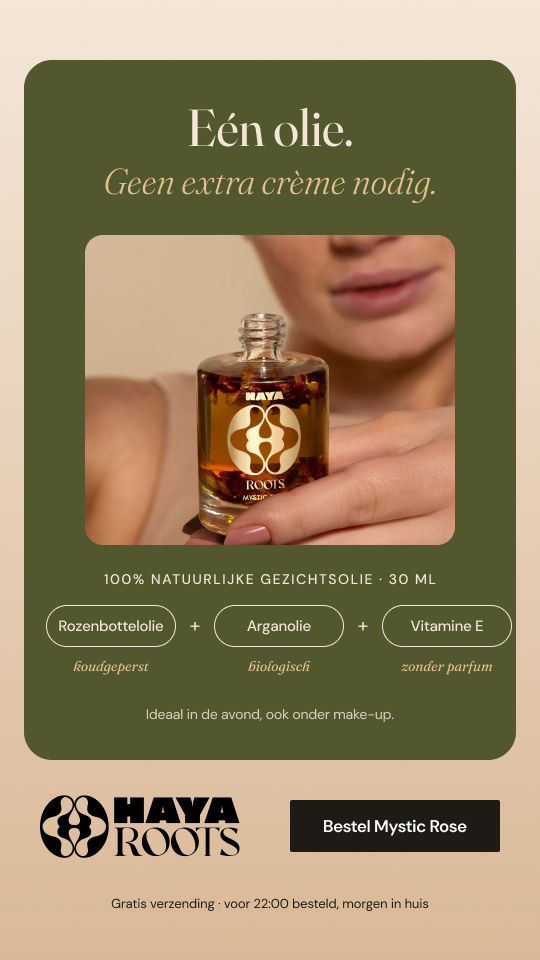 Eén olie.
Geen extra crème nodig.
HAYA
ROOTS
100% NATUURLIJKE GEZICHTSOLIE · 30 ML
Rozenbottelolie + Arganolie + Vitamine E
koudgeperst biologisch zonder parfum
Ideaal in de avond, ook onder make-up.
HAYA
ROOTS
Bestel Mystic Rose
Gratis verzending · voor 22:00 besteld, morgen in huis